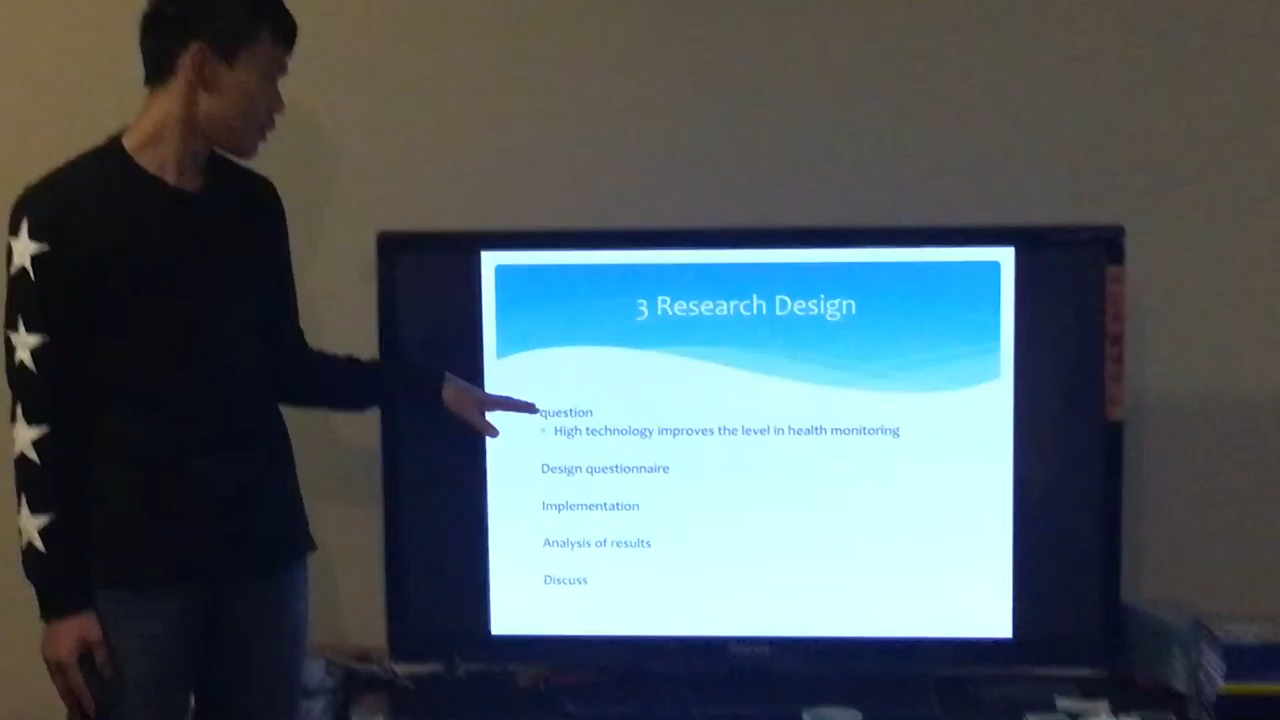 3 Research Design
question
High technology improves the level in health monitoring
Design questionnaire
Implementation
Analysis of results
Discuss